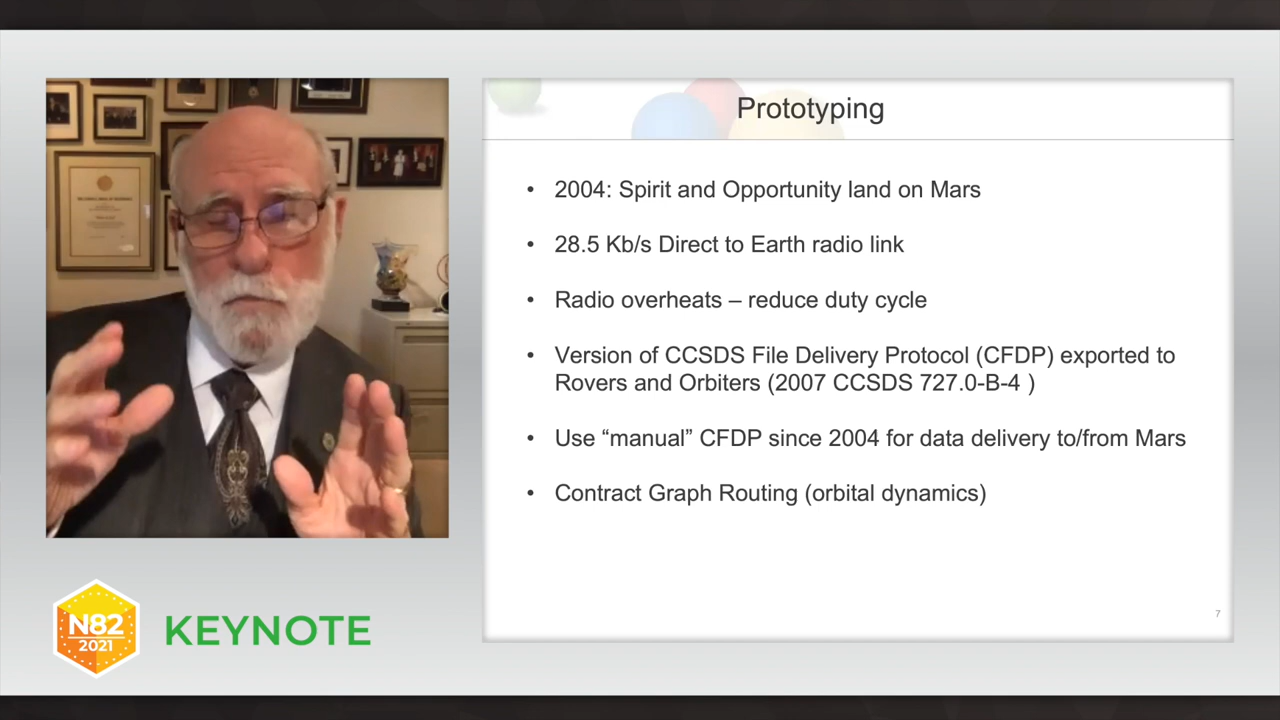 Prototyping
• 2004: Spirit and Opportunity land on Mars
• 28.5 Kb/s Direct to Earth radio link
• Radio overheats – reduce duty cycle
• Version of CCSDS File Delivery Protocol (CFDP) exported to
Rovers and Orbiters (2007 CCSDS 727.0-B-4 )
• Use “manual” CFDP since 2004 for data delivery to/from Mars
• Contract Graph Routing (orbital dynamics)
7
N82
2021
KEYNOTE